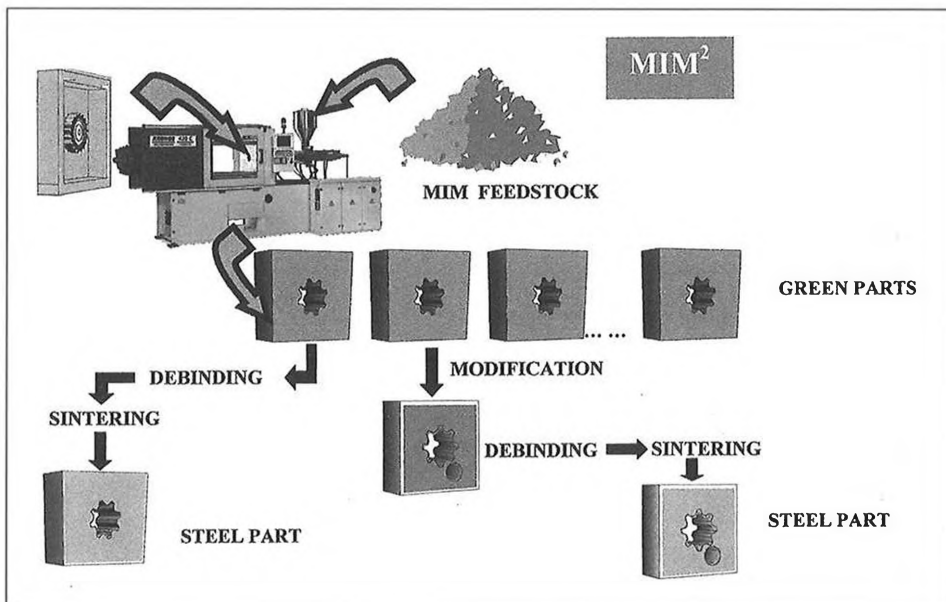 MIM²
MIM FEEDSTOCK
GREEN PARTS
MODIFICATION
DEBINDING
SINTERING
DEBINDING
SINTERING
STEEL PART
STEEL PART